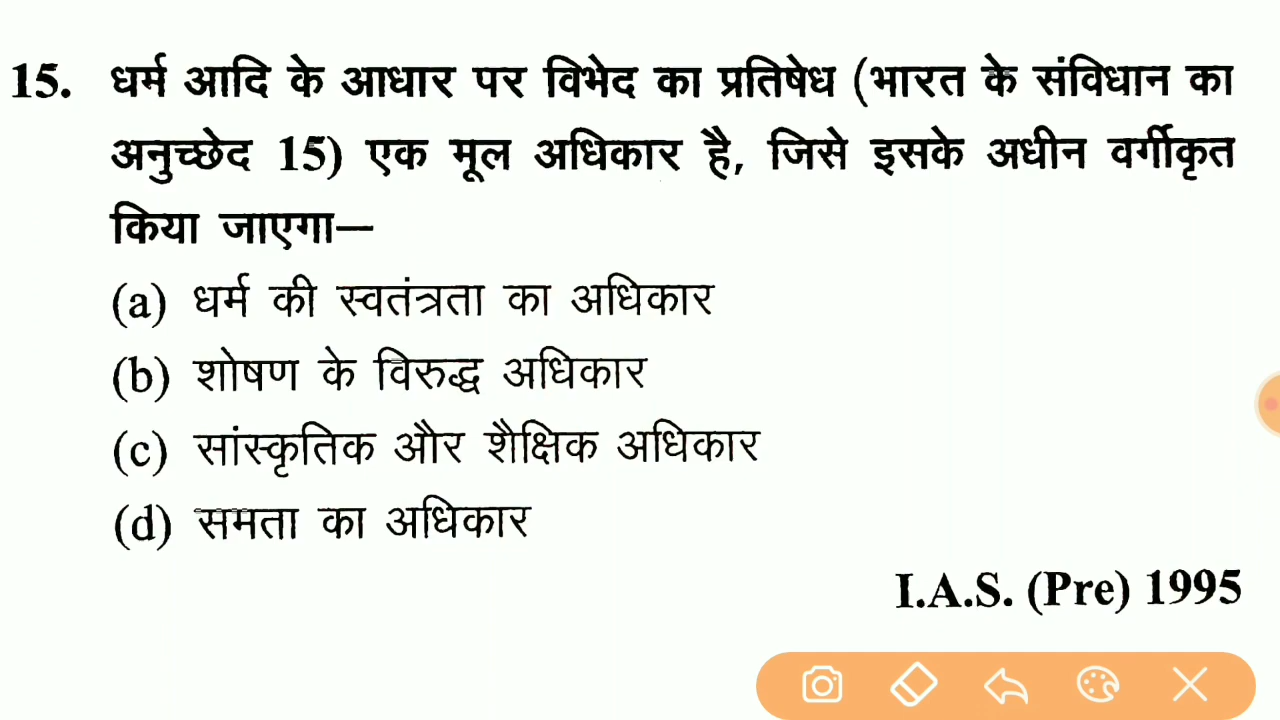 15. धर्म आदि के आधार पर विभेद का प्रतिषेध (भारत के संविधान का
अनुच्छेद 15) एक मूल अधिकार है, जिसे इसके अधीन वर्गीकृत
किया जाएगा—
(a) धर्म की स्वतंत्रता का अधिकार
(b) शोषण के विरुद्ध अधिकार
(c) सांस्कृतिक और शैक्षिक अधिकार
(d) समता का अधिकार
I.A.S. (Pre) 1995